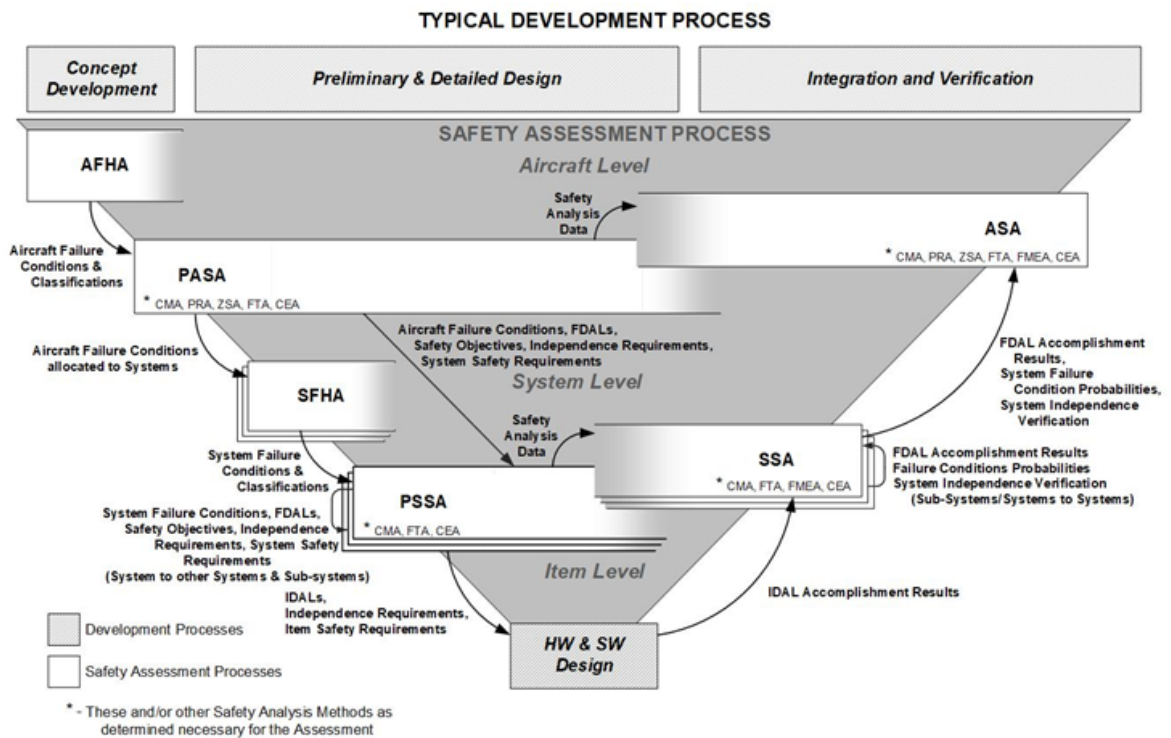 TYPICAL DEVELOPMENT PROCESS
Concept
Development
Preliminary & Detailed Design
Integration and Verification
SAFETY ASSESSMENT PROCESS
Aircraft Level
AFHA
Safety
Analysis
Data
ASA
* CMA, PRA, ZSA, FTA, FMEA, CEA
Aircraft Failure
Conditions &
Classifications
PASA
* CMA, PRA, ZSA, FTA, CEA
Aircraft Failure Conditions, FDALs,
Safety Objectives, Independence Requirements,
System Safety Requirements
Aircraft Failure Conditions
allocated to Systems
FDAL Accomplishment
Results,
System Failure
Condition Probabilities,
System Independence
Verification
System Level
SFHA
Safety
Analysis
Data
SSA
* CMA, FTA, FMEA, CEA
FDAL Accomplishment Results
Failure Conditions Probabilities
System Independence Verification
(Sub-Systems/Systems to Systems)
System Failure
Conditions &
Classifications
PSSA
* CMA, FTA, CEA
System Failure Conditions, FDALs,
Safety Objectives, Independence
Requirements, System Safety
Requirements
(System to other Systems & Sub-systems)
Item Level
IDALs,
Independence Requirements,
Item Safety Requirements
IDAL Accomplishment Results
HW & SW
Design
Development Processes
Safety Assessment Processes
* - These and/or other Safety Analysis Methods as
determined necessary for the Assessment